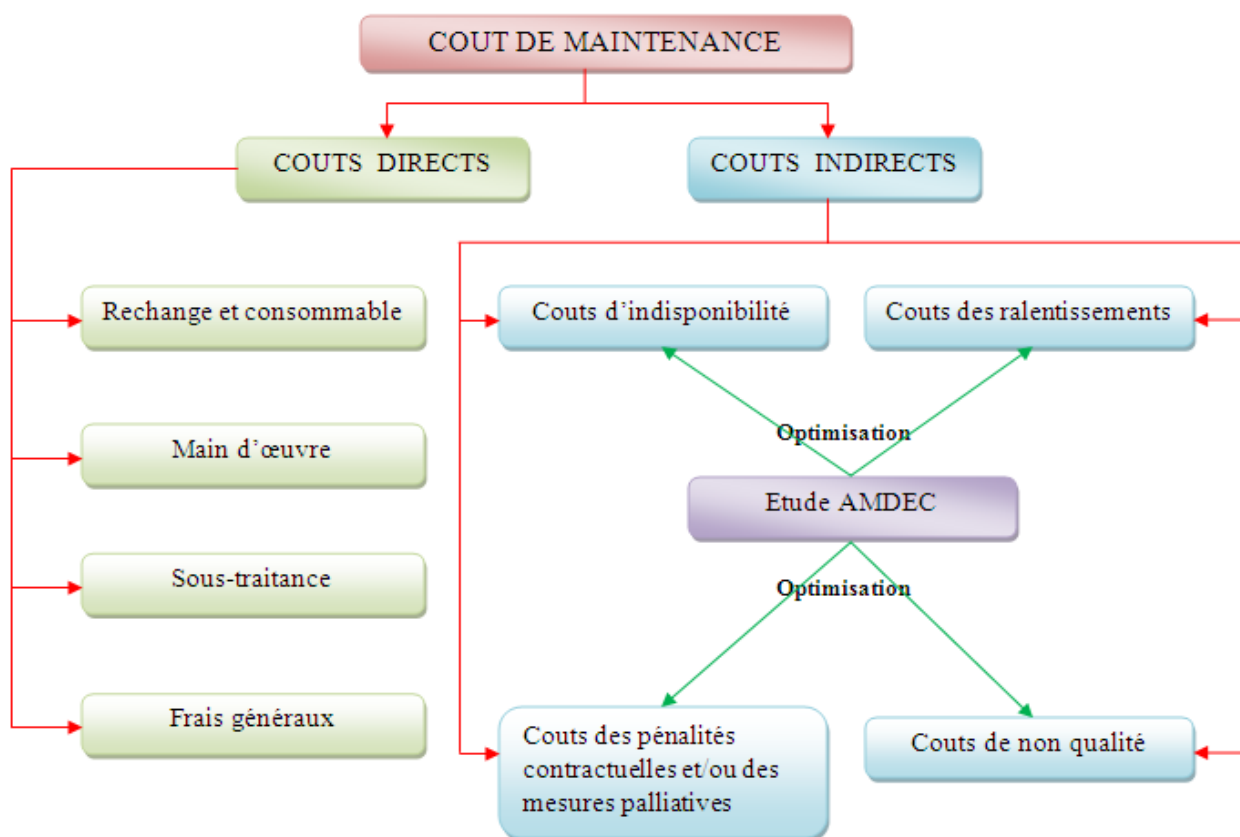 COUT DE MAINTENANCE
COUTS DIRECTS
COUTS INDIRECTS
Rechange et consommable
Couts d’indisponibilité
Couts des ralentissements
Main d’œuvre
Optimisation
Etude AMDEC
Sous-traitance
Optimisation
Frais généraux
Couts des pénalités
contractuelles et/ou des
mesures palliatives
Couts de non qualité